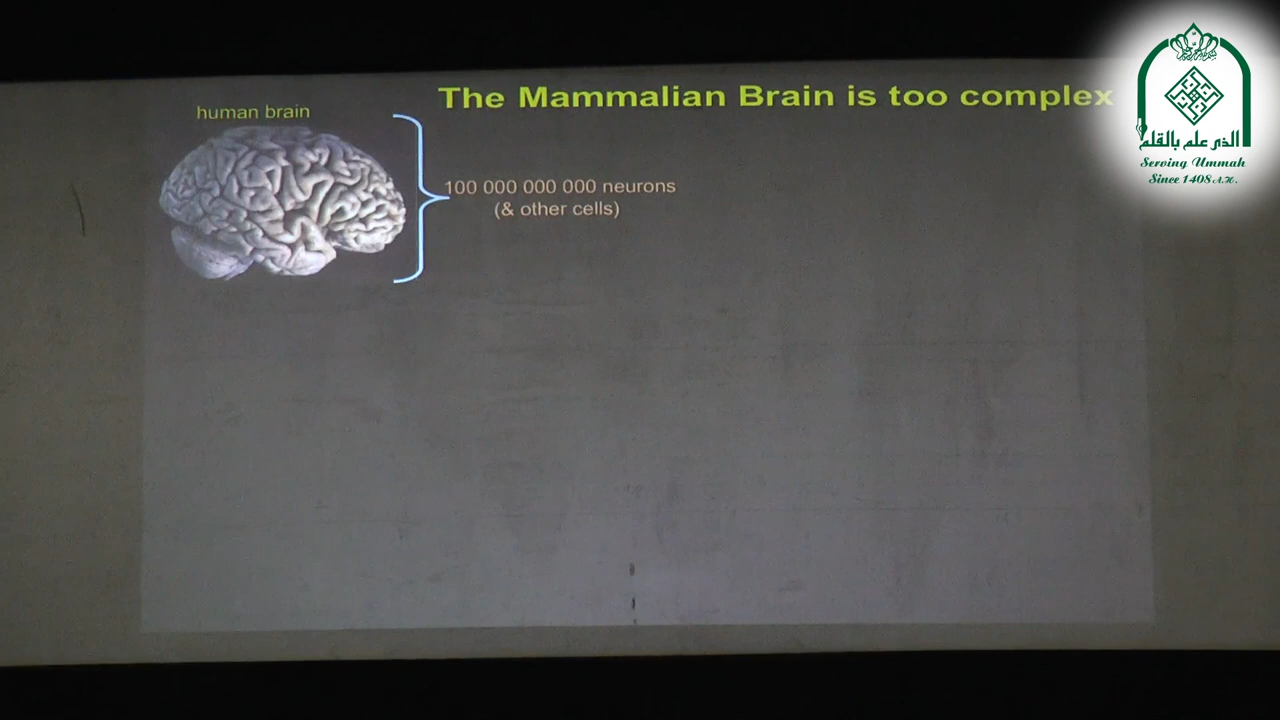 The Mammalian Brain is too complex
human brain
100 000 000 000 neurons
(& other cells)
الذي علم بالقلم
Serving Ummah
Since 1408 A.H.